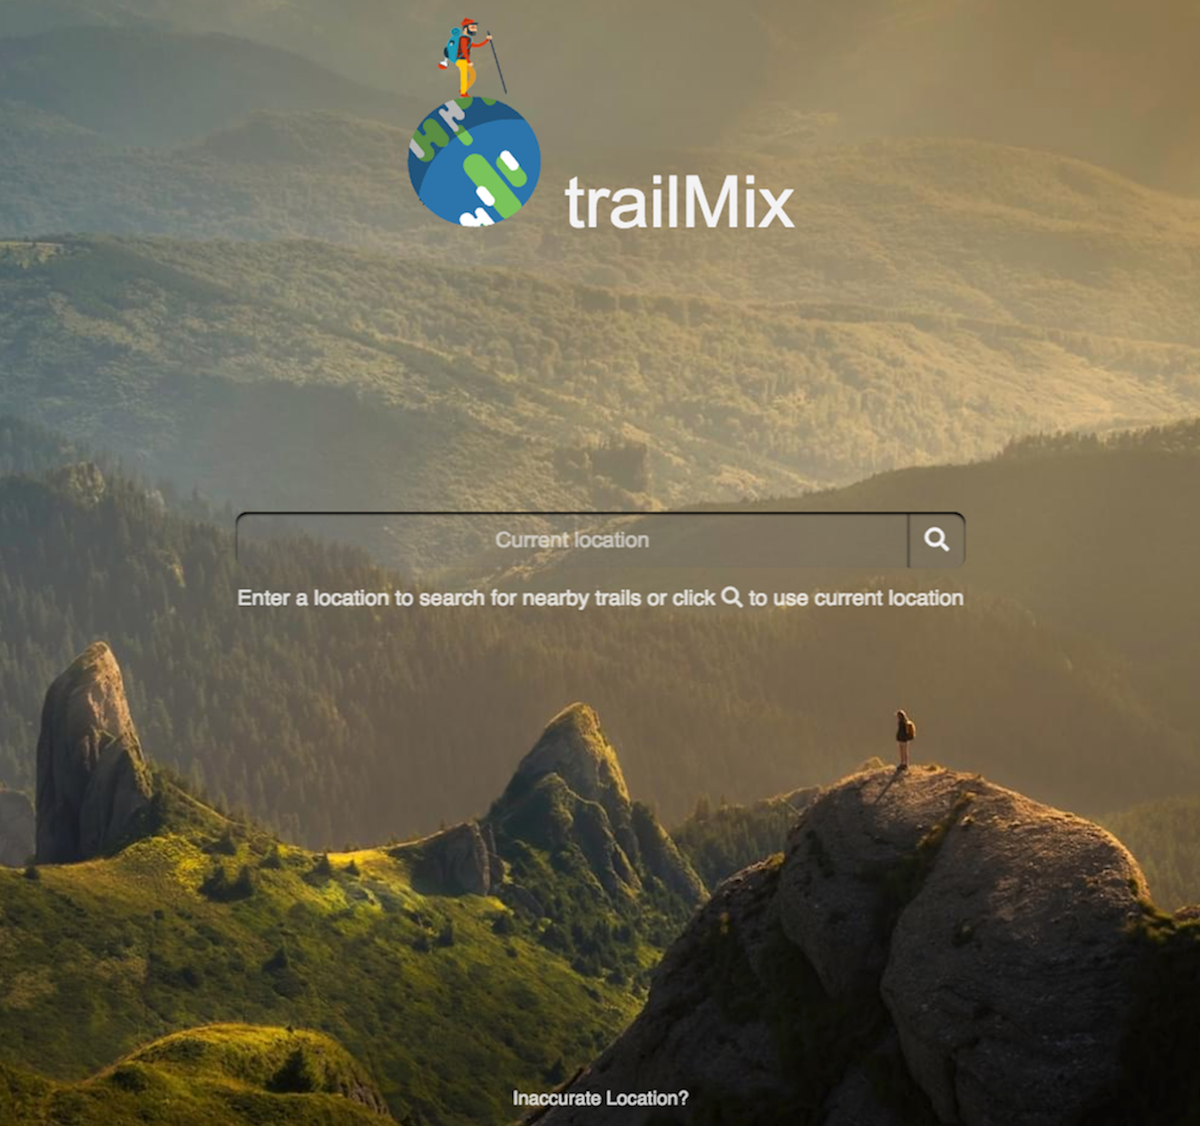 trailMix
Current location
Enter a location to search for nearby trails or click to use current location
Inaccurate Location?